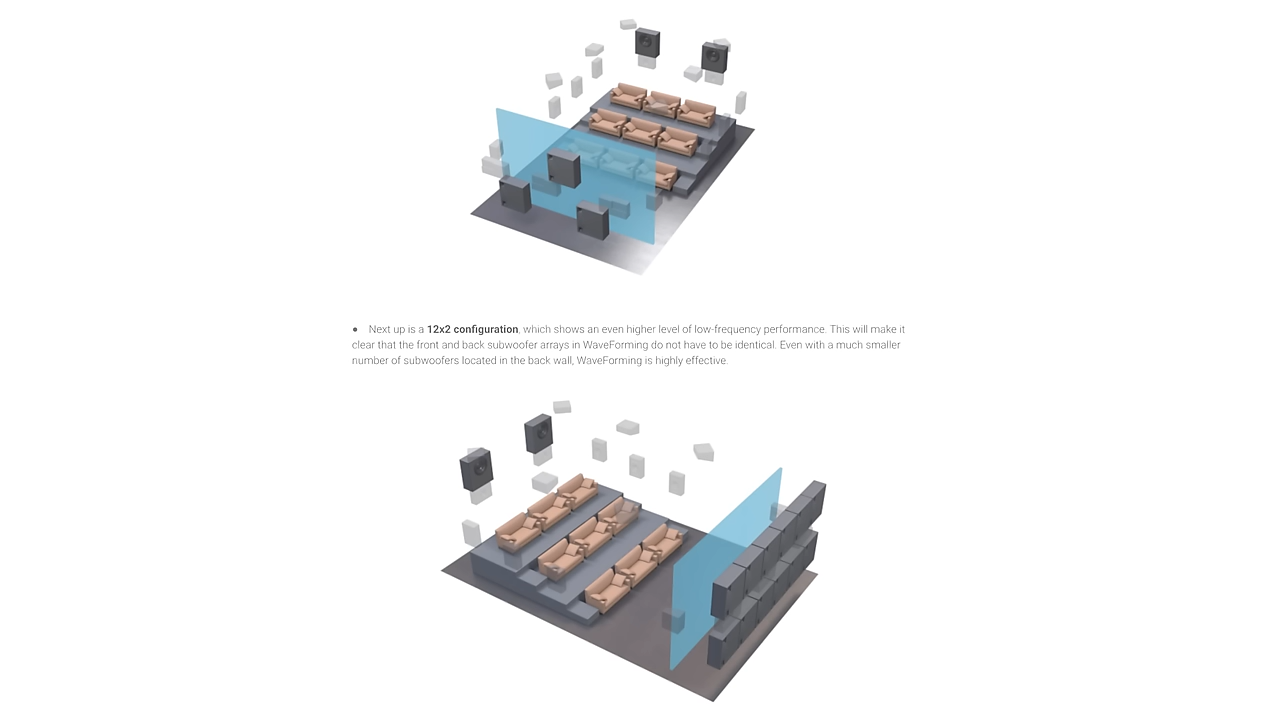 ● Next up is a 12x2 configuration, which shows an even higher level of low-frequency performance. This will make it
clear that the front and back subwoofer arrays in WaveForming do not have to be identical. Even with a much smaller
number of subwoofers located in the back wall, WaveForming is highly effective.